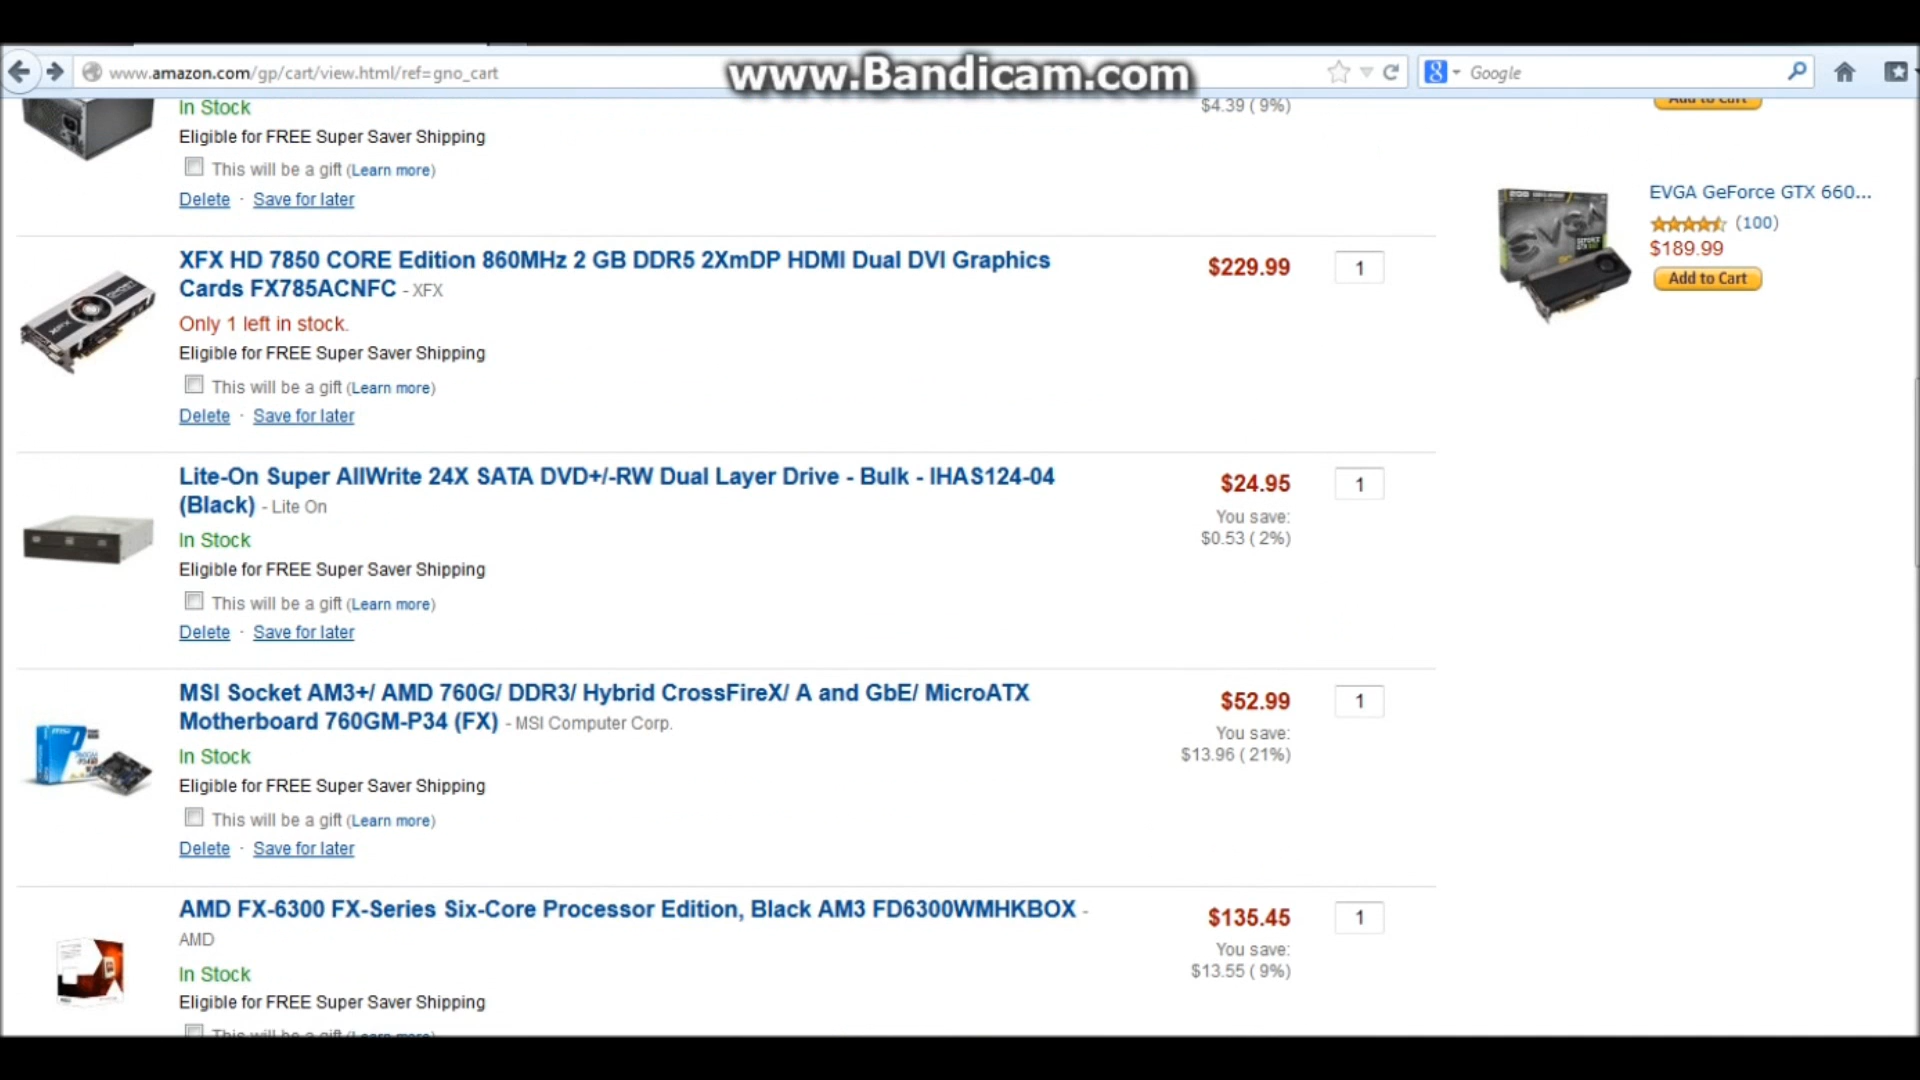 www.amazon.com/gp/cart/view.html/ref=gno_cart
www.Bandicam.com
Google
In Stock
$4.39 ( 9%)
Add to Cart
Eligible for FREE Super Saver Shipping
This will be a gift (Learn more)
Delete · Save for later
EVGA GeForce GTX 660...
(100)
$189.99
Add to Cart
XFX HD 7850 CORE Edition 860MHz 2 GB DDR5 2XmDP HDMI Dual DVI Graphics
Cards FX785ACNFC - XFX
$229.99
1
Only 1 left in stock.
Eligible for FREE Super Saver Shipping
This will be a gift (Learn more)
Delete · Save for later
Lite-On Super AllWrite 24X SATA DVD+/-RW Dual Layer Drive - Bulk - IHAS124-04
(Black) - Lite On
$24.95
1
You save:
$0.53 ( 2%)
In Stock
Eligible for FREE Super Saver Shipping
This will be a gift (Learn more)
Delete · Save for later
MSI Socket AM3+/ AMD 760G/ DDR3/ Hybrid CrossFireX/ A and GbE/ MicroATX
Motherboard 760GM-P34 (FX) - MSI Computer Corp.
$52.99
1
You save:
$13.96 ( 21%)
In Stock
Eligible for FREE Super Saver Shipping
This will be a gift (Learn more)
Delete · Save for later
AMD FX-6300 FX-Series Six-Core Processor Edition, Black AM3 FD6300WMHKBOX -
AMD
$135.45
1
You save:
$13.55 ( 9%)
In Stock
Eligible for FREE Super Saver Shipping
This will be a gift (Learn more)